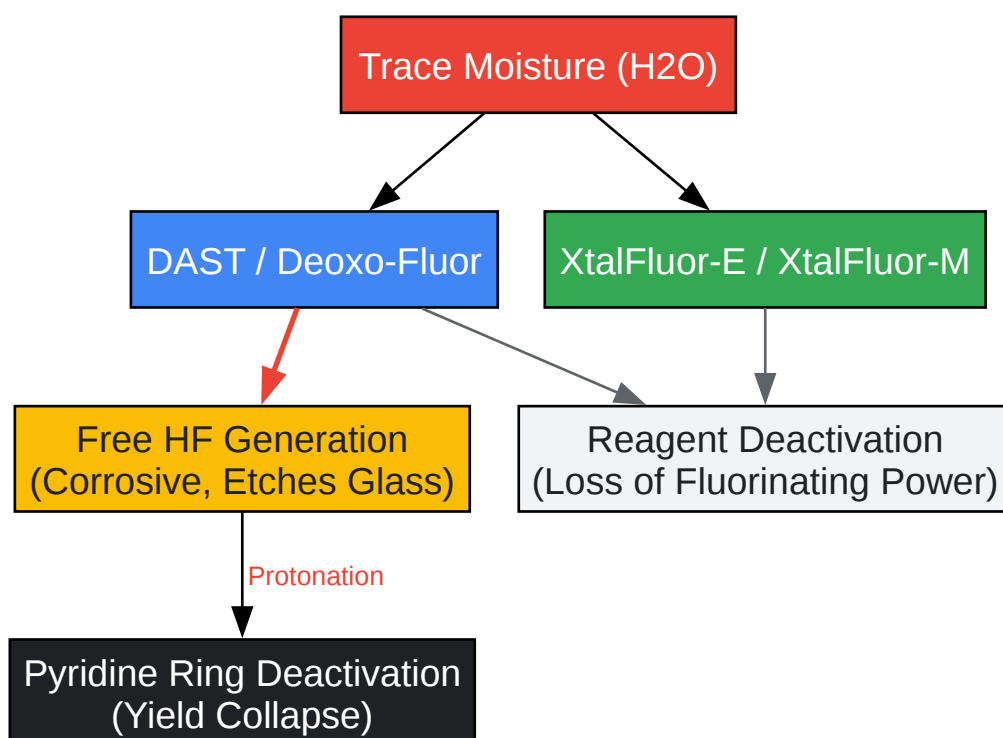 Trace Moisture (H2O)
DAST / Deoxo-Fluor
XtalFluor-E / XtalFluor-M
Free HF Generation
(Corrosive, Etches Glass)
Reagent Deactivation
(Loss of Fluorinating Power)
Protonation
Pyridine Ring Deactivation
(Yield Collapse)